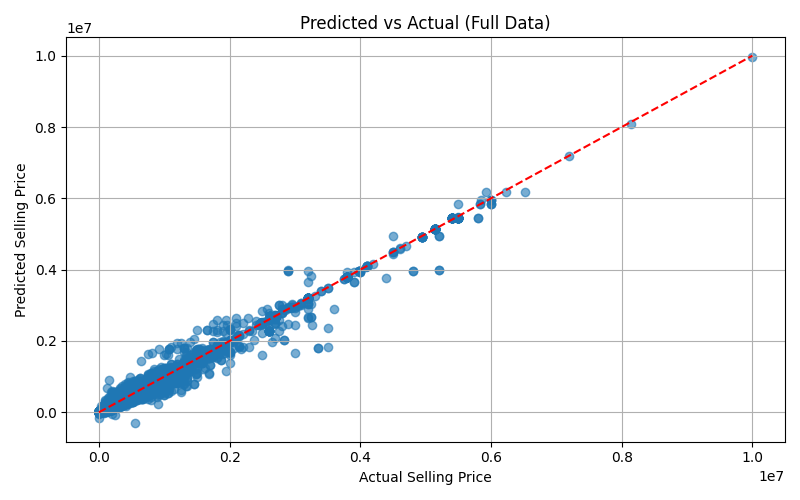 Predicted vs Actual (Full Data)
1e7
1.0
0.8
0.6
0.4
0.2
0.0
Predicted Selling Price
0.0 0.2 0.4 0.6 0.8 1.0
1e7
Actual Selling Price